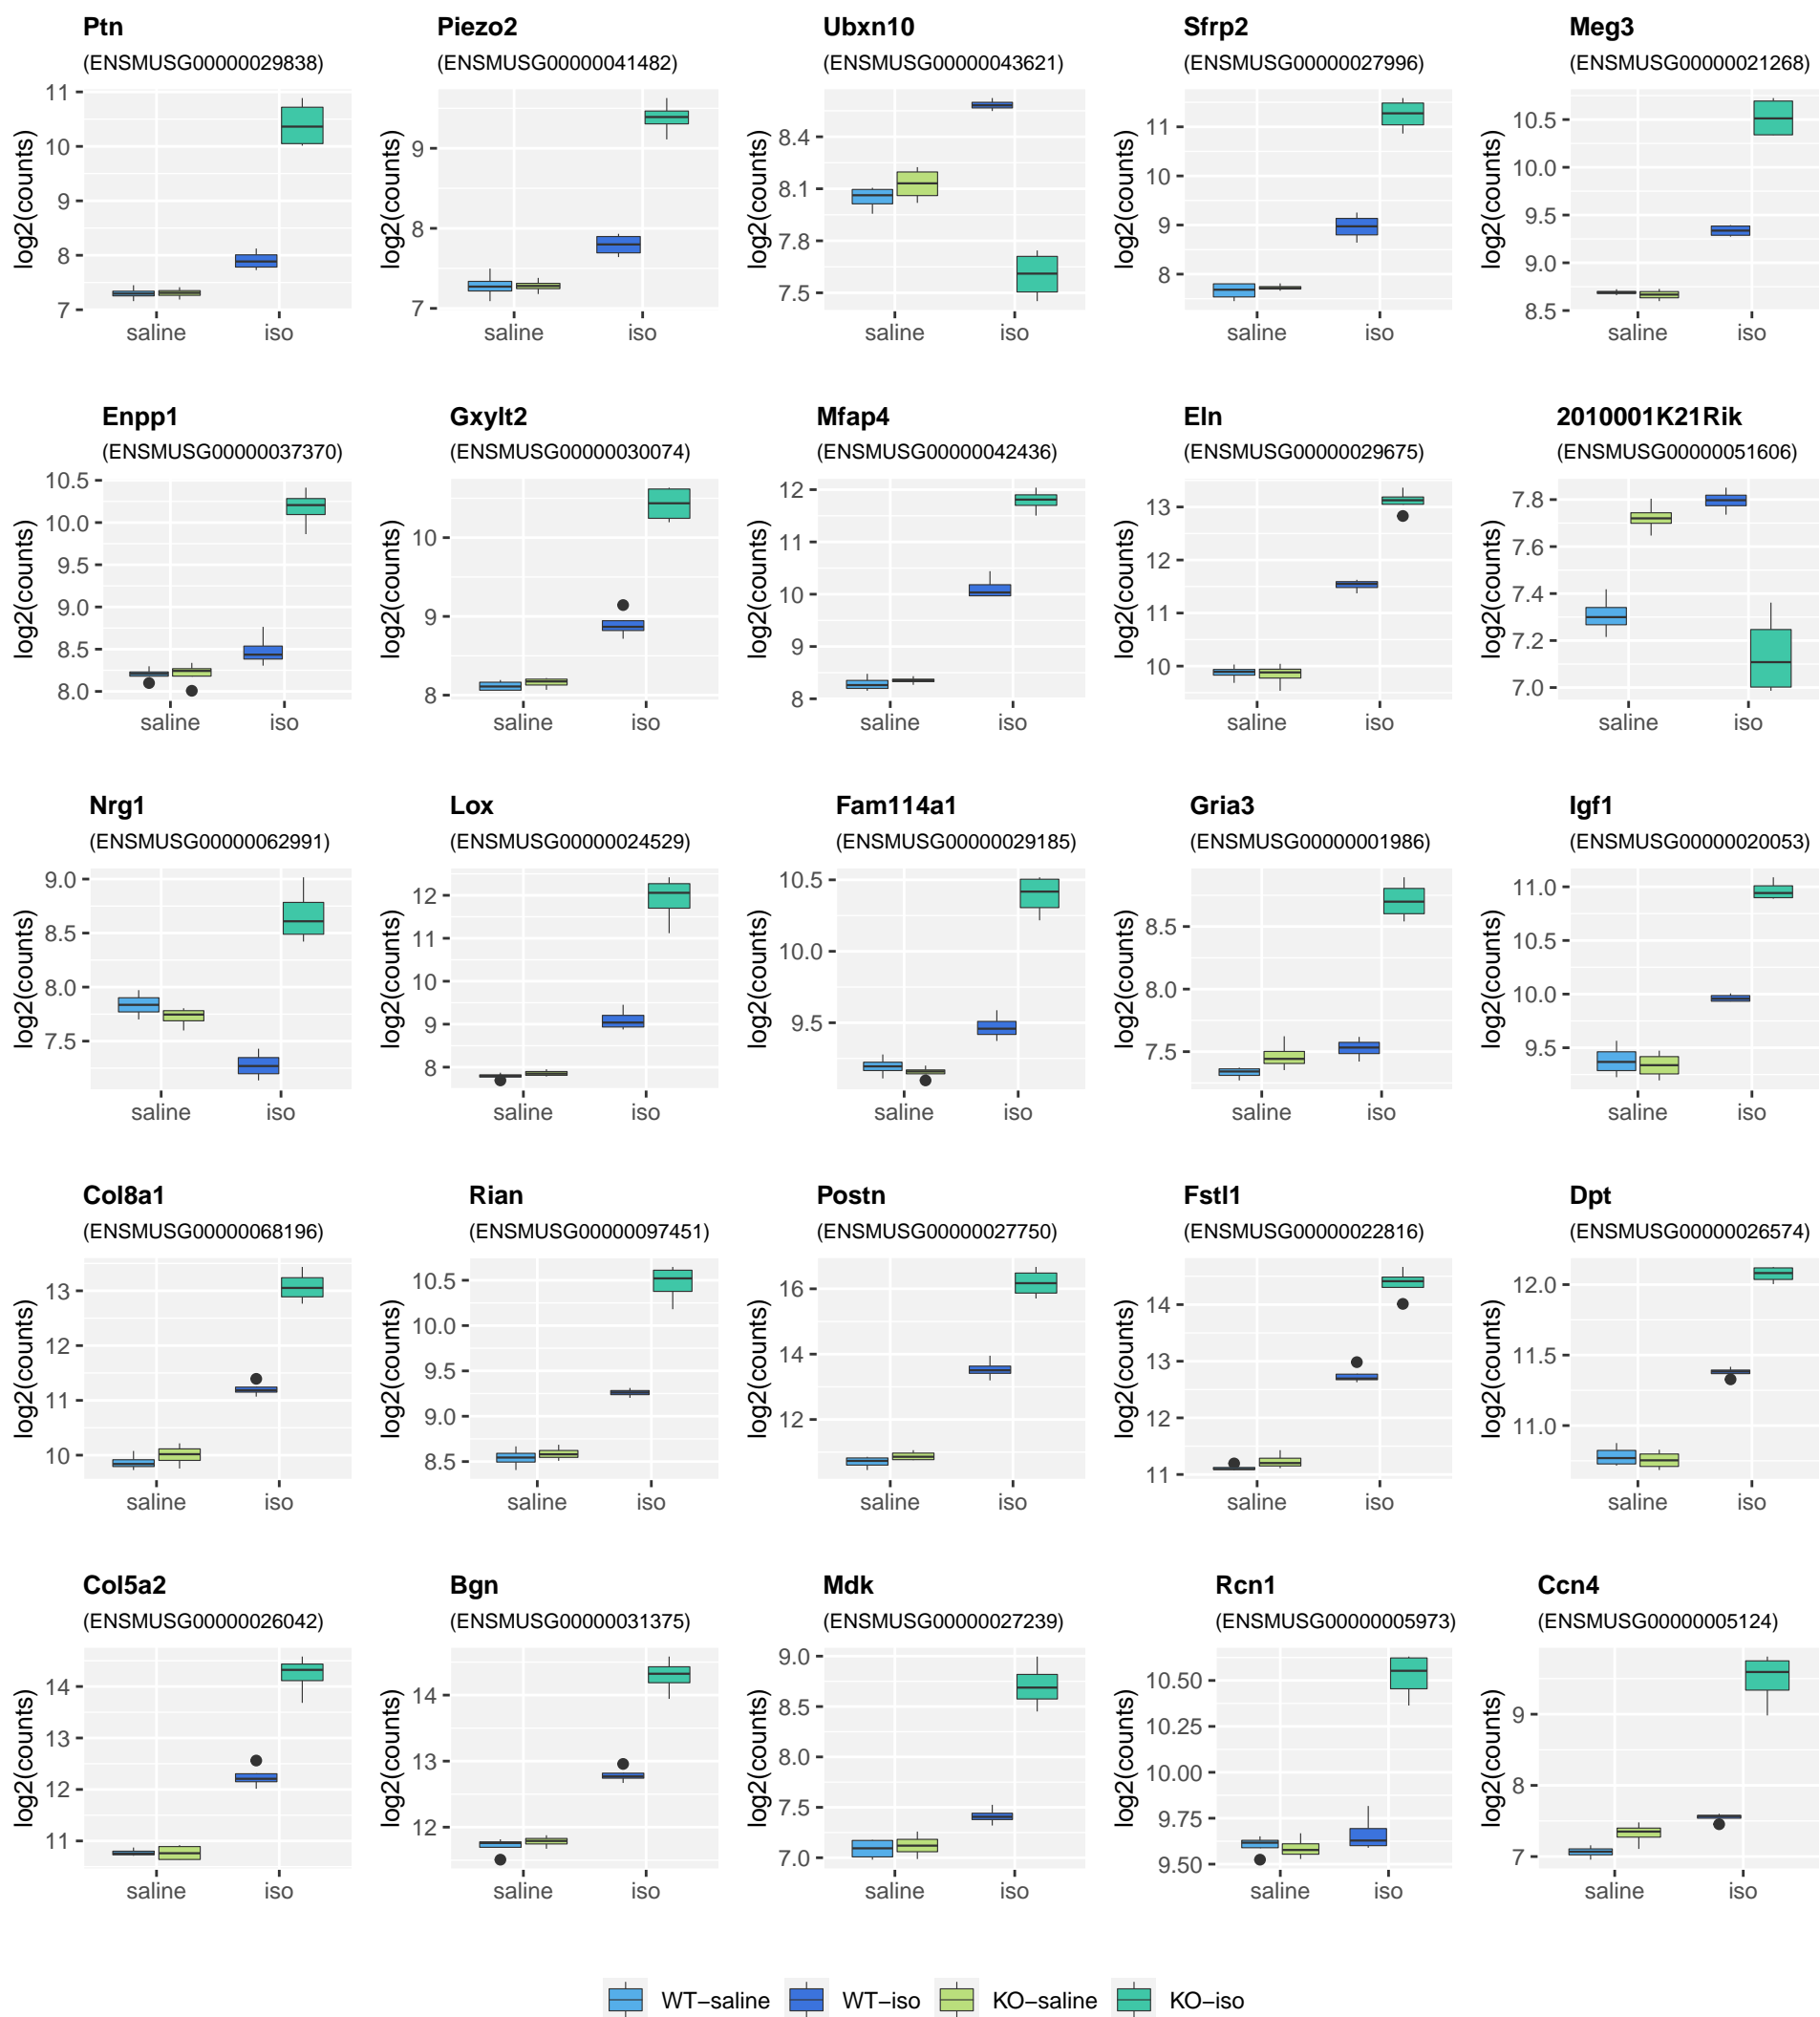 Ptn Piezo2 Ubxn10 Sfrp2 Meg3
(ENSMUSG00000029838) (ENSMUSG00000041482) (ENSMUSG00000043621) (ENSMUSG00000027996) (ENSMUSG00000021268)
log2(counts) log2(counts) log2(counts) log2(counts) log2(counts)
11 10 9 8 7
9 8 7
8.4 8.1 7.8 7.5
11 10 9 8
10.5 10.0 9.5 9.0 8.5
saline iso saline iso saline iso saline iso saline iso
Enpp1 Gxylt2 Mfap4 Eln 2010001K21Rik
(ENSMUSG00000037370) (ENSMUSG00000030074) (ENSMUSG00000042436) (ENSMUSG00000029675) (ENSMUSG00000051606)
log2(counts) log2(counts) log2(counts) log2(counts) log2(counts)
10.5 10.0 9.5 9.0 8.5 8.0
10 9 8
12 11 10 9 8
13 12 11 10
7.8 7.6 7.4 7.2 7.0
saline iso saline iso saline iso saline iso saline iso
Nrg1 Lox Fam114a1 Gria3 Igf1
(ENSMUSG00000062991) (ENSMUSG00000024529) (ENSMUSG00000029185) (ENSMUSG00000001986) (ENSMUSG00000020053)
log2(counts) log2(counts) log2(counts) log2(counts) log2(counts)
9.0 8.5 8.0 7.5
12 11 10 9 8
10.5 10.0 9.5
8.5 8.0 7.5
11.0 10.5 10.0 9.5
saline iso saline iso saline iso saline iso saline iso
Col8a1 Rian Postn Fstl1 Dpt
(ENSMUSG00000068196) (ENSMUSG00000097451) (ENSMUSG00000027750) (ENSMUSG00000022816) (ENSMUSG00000026574)
log2(counts) log2(counts) log2(counts) log2(counts) log2(counts)
13 12 11 10
10.5 10.0 9.5 9.0 8.5
16 14 12
14 13 12 11
12.0 11.5 11.0
saline iso saline iso saline iso saline iso saline iso
Col5a2 Bgn Mdk Rcn1 Ccn4
(ENSMUSG00000026042) (ENSMUSG00000031375) (ENSMUSG00000027239) (ENSMUSG00000005973) (ENSMUSG00000005124)
log2(counts) log2(counts) log2(counts) log2(counts) log2(counts)
14 13 12 11
14 13 12
9.0 8.5 8.0 7.5 7.0
10.50 10.25 10.00 9.75 9.50
9 8 7
saline iso saline iso saline iso saline iso saline iso
WT−saline WT−iso KO−saline KO−iso